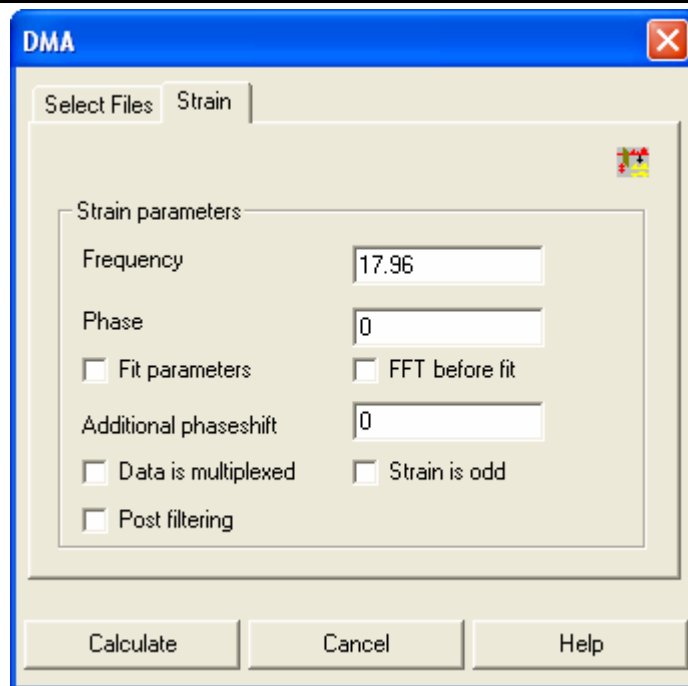 DMA
Select Files Strain
Strain parameters
Frequency 17.96
Phase 0
Fit parameters FFT before fit
Additional phaseshift 0
Data is multiplexed Strain is odd
Post filtering
Calculate Cancel Help